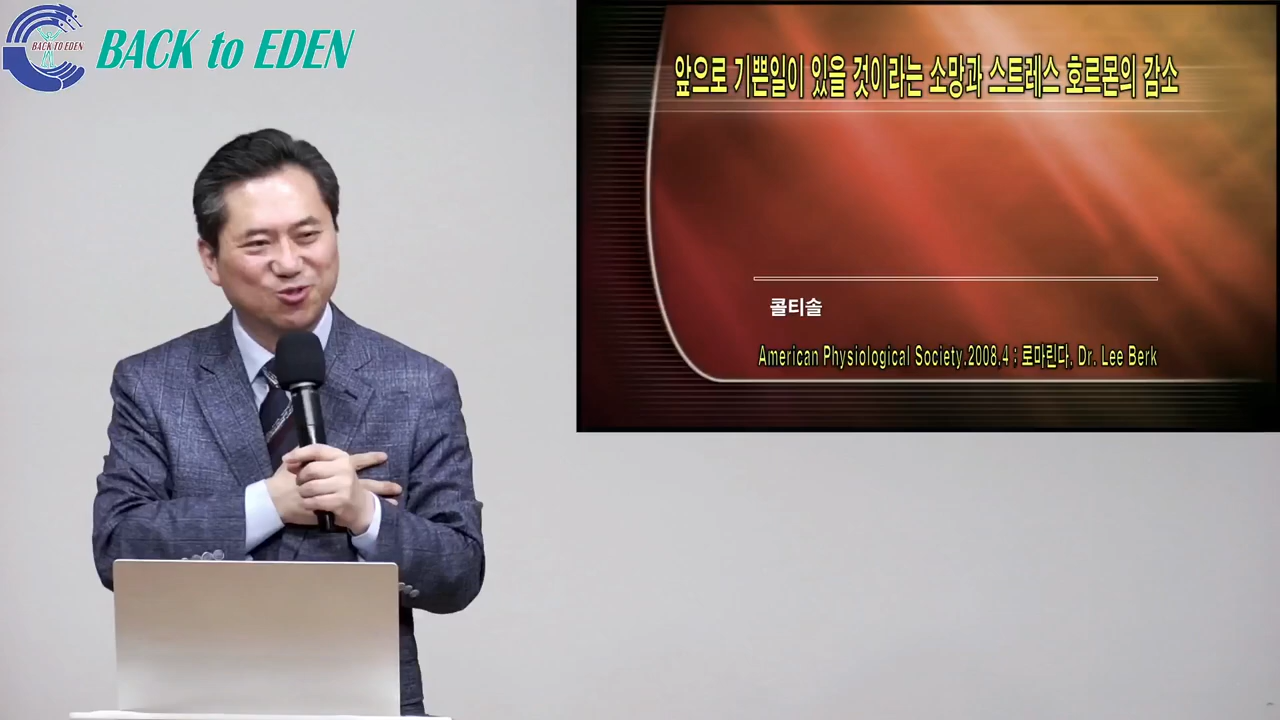 BACK TO EDEN
BACK to EDEN
앞으로 기쁜일이 있을 것이라는 소망과 스트레스 호르몬의 감소
콜티솔
American Physiological Society.2008,4 ; 로마린다. Dr. Lee Berk